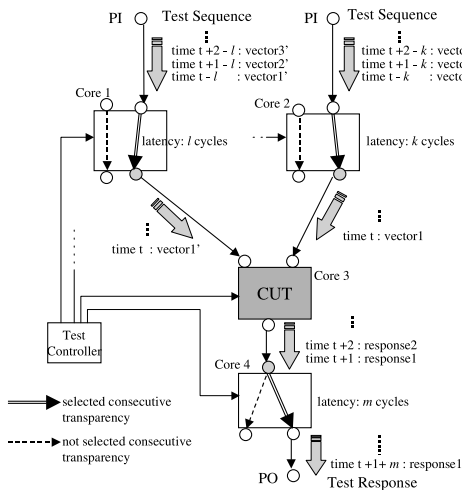 PI
Test Sequence
PI
Test Sequence
time t +2 - l : vector3'
time t +1 - l : vector2'
time t - l : vector1'
time t +2 - k : vec
time t +1 - k : vec
time t - k vec
Core 1
Core 2
latency: l cycles
latency: k cycles
time t : vector1'
time t : vector1
Core 3
CUT
Test
Controller
time t +2 : response2
time t +1 : response1
Core 4
selected consecutive
transparency
latency: m cycles
not selected consecutive
transparency
time t +1+ m : response1
PO
Test Response